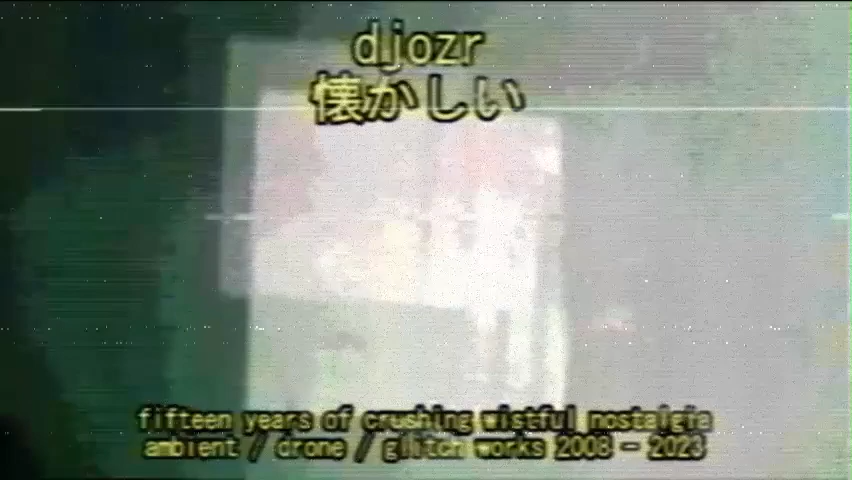 djozr
懐かしい
fifteen years of crushing wistful nostalgia
ambient / drone / glitch works 2008 - 2023